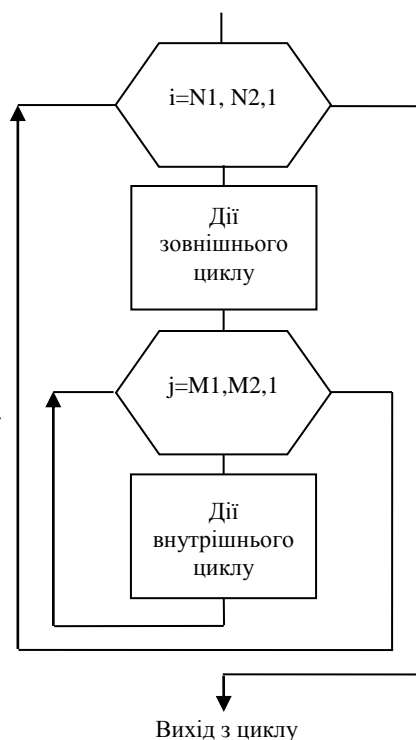 i=N1, N2,1
Дії
зовнішнього
циклу
j=M1,M2,1
Дії
внутрішнього
циклу
Вихід з циклу